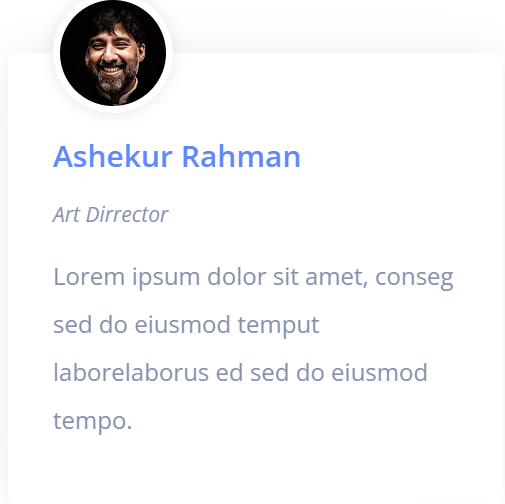 Ashekur Rahman
Art Dirrector
Lorem ipsum dolor sit amet, conseg
sed do eiusmod temput
laborelaborus ed sed do eiusmod
tempo.